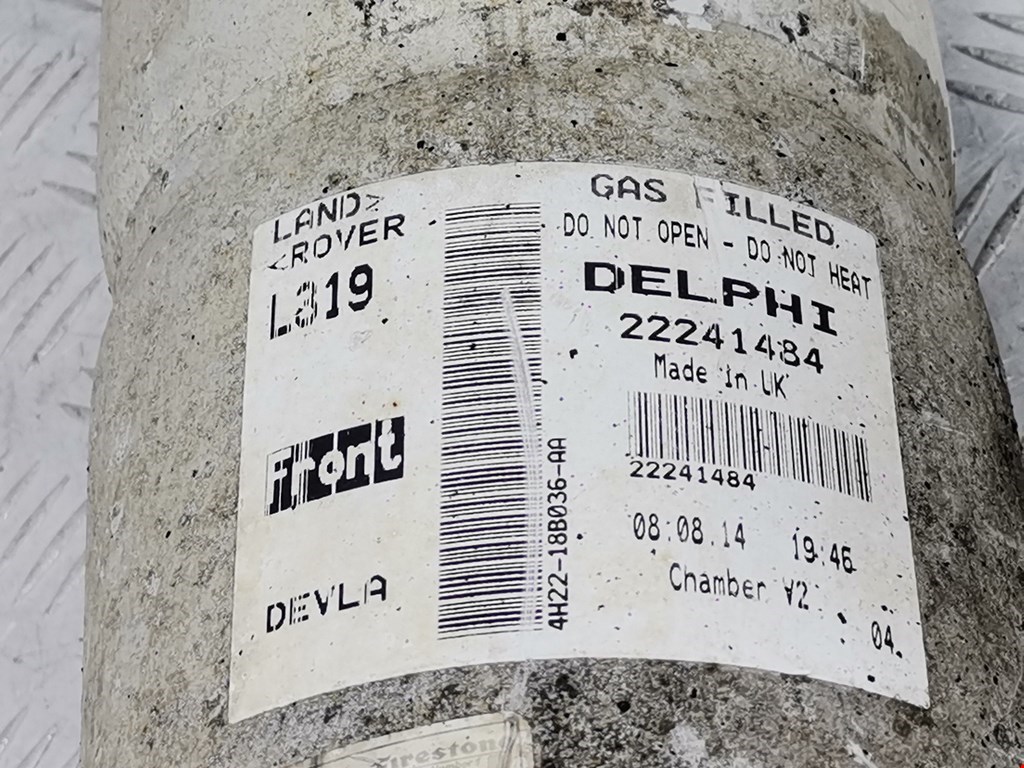 LAND>
<ROVER
L319
Front
DEVLA
4H22-18B036-AA
GAS FILLED
DO NOT OPEN - DO NOT HEAT
DELPHI
22241484
Made in UK
22241484
08:08.14 19:46
Chamber V2
04.
Firestone